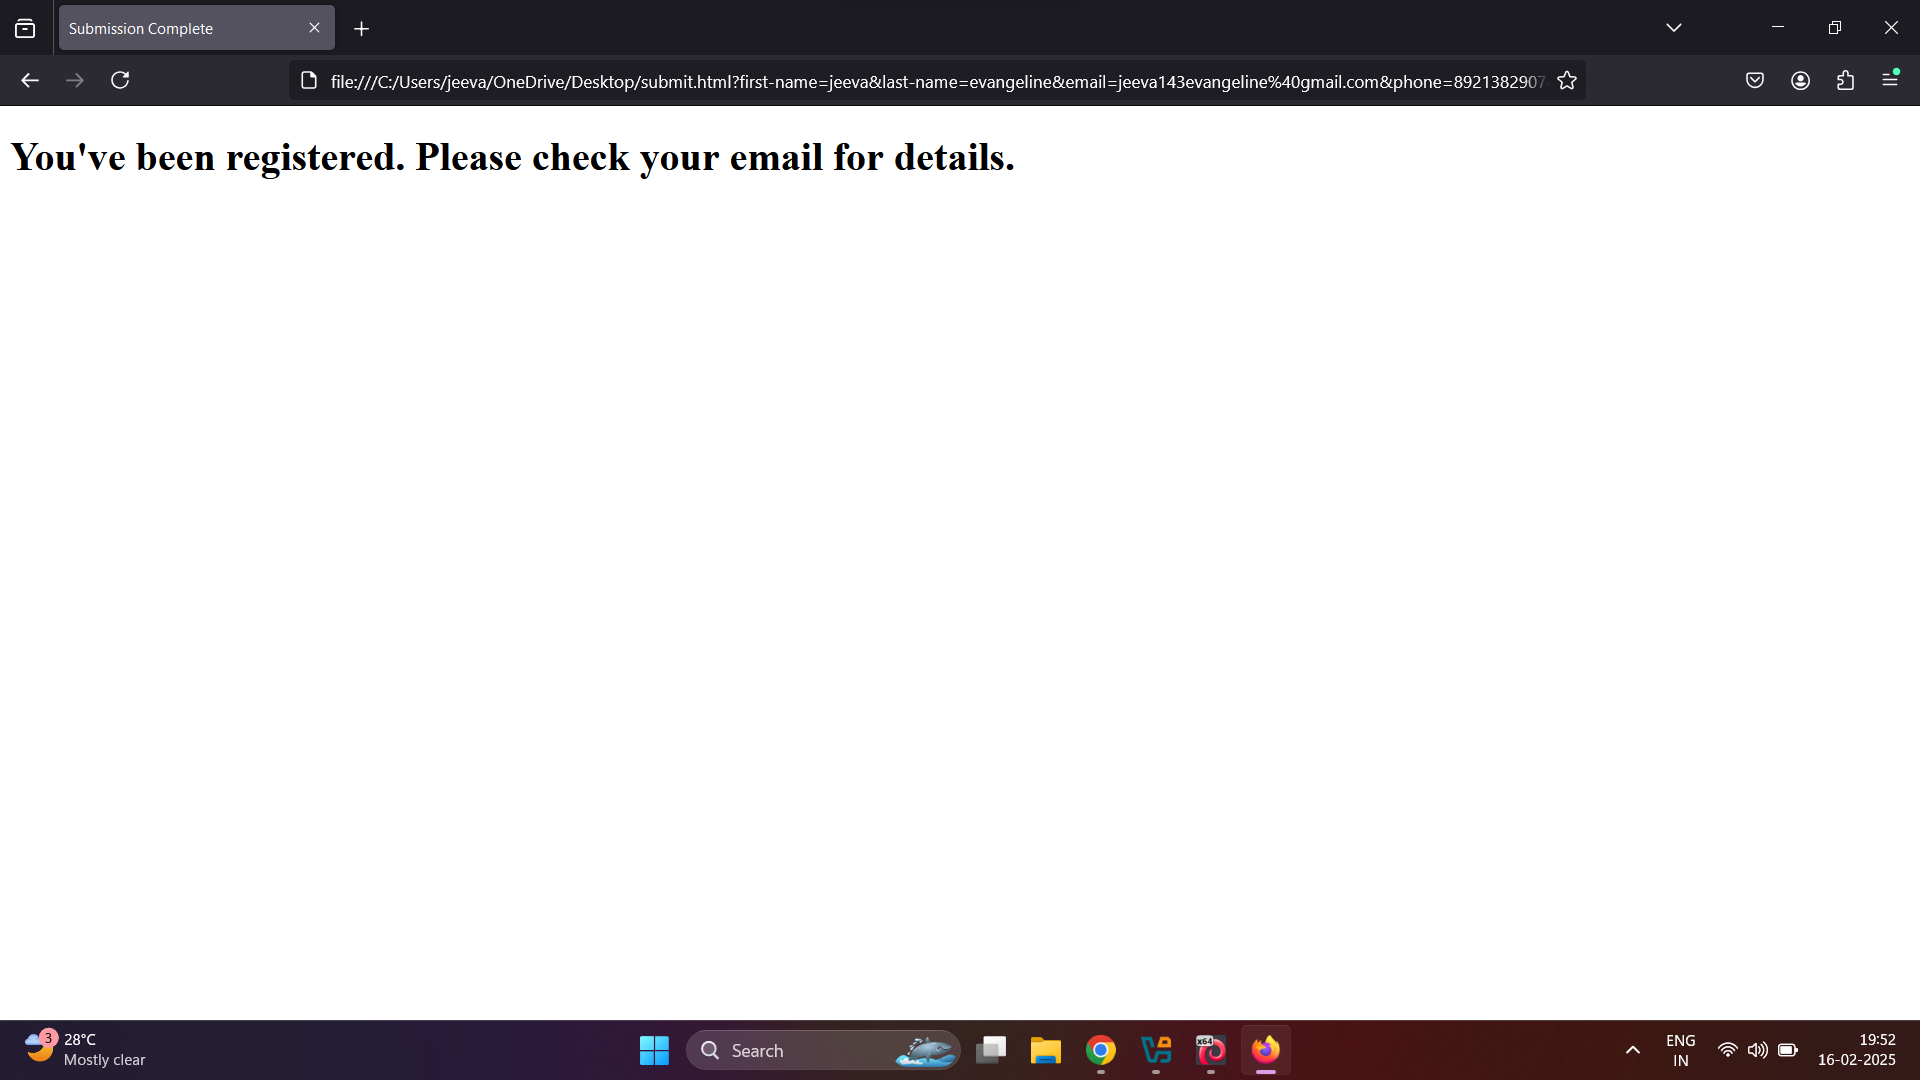 Submission Complete
file:///C:/Users/jeeva/OneDrive/Desktop/submit.html?first-name=jeeva&last-name=evangeline&email=jeeva143evangeline%40gmail.com&phone=8921382907
You've been registered. Please check your email for details.
3
28°C
Mostly clear
Search
x64
ENG
IN
19:52
16-02-2025